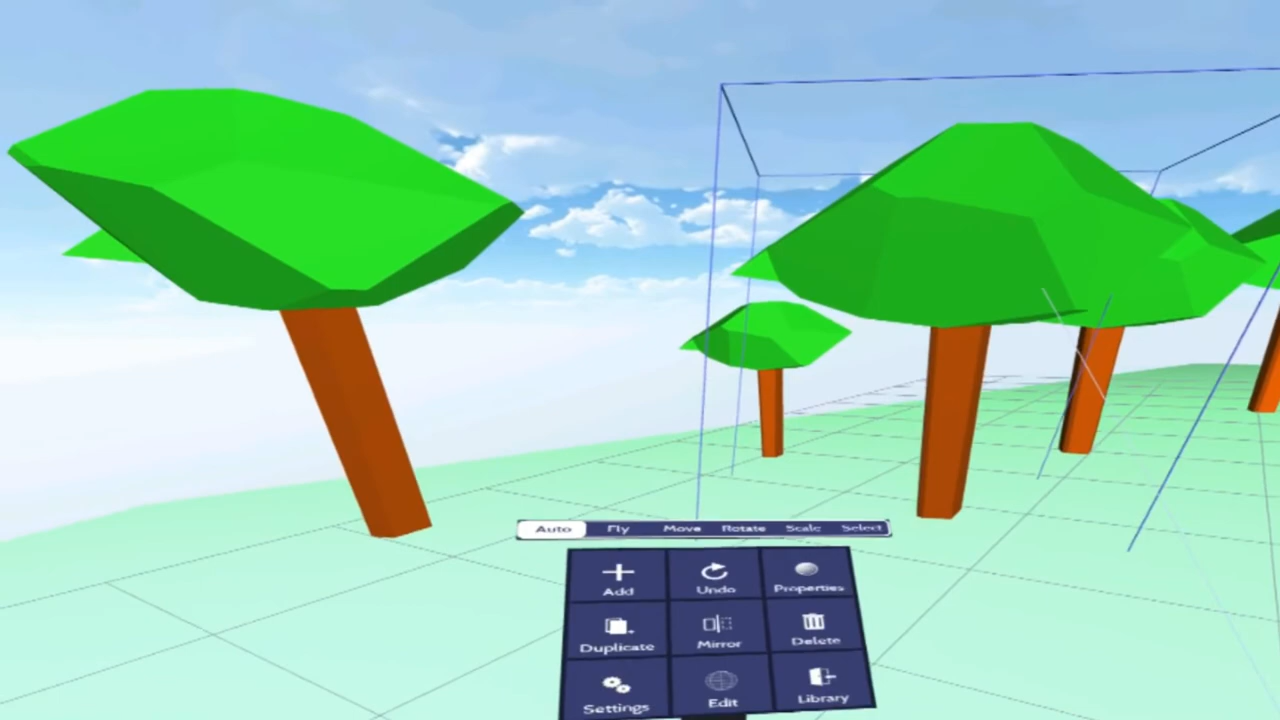 Auto Fly Move Rotate Scale Select
Add Undo Properties
Duplicate Mirror Delete
Settings Edit Library